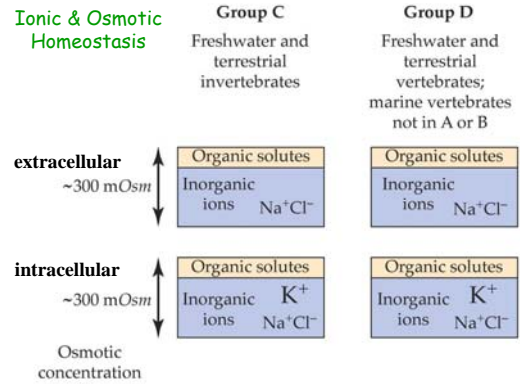 Ionic & Osmotic
Homeostasis
Group C
Freshwater and
terrestrial
invertebrates
Group D
Freshwater and
terrestrial
vertebrates;
marine vertebrates
not in A or B
extracellular
~300 mOsm
Organic solutes
Inorganic
ions Na⁺Cl⁻
Organic solutes
Inorganic
ions Na⁺Cl⁻
intracellular
~300 mOsm
Organic solutes
Inorganic K⁺
ions Na⁺Cl⁻
Organic solutes
Inorganic K⁺
ions Na⁺Cl⁻
Osmotic
concentration